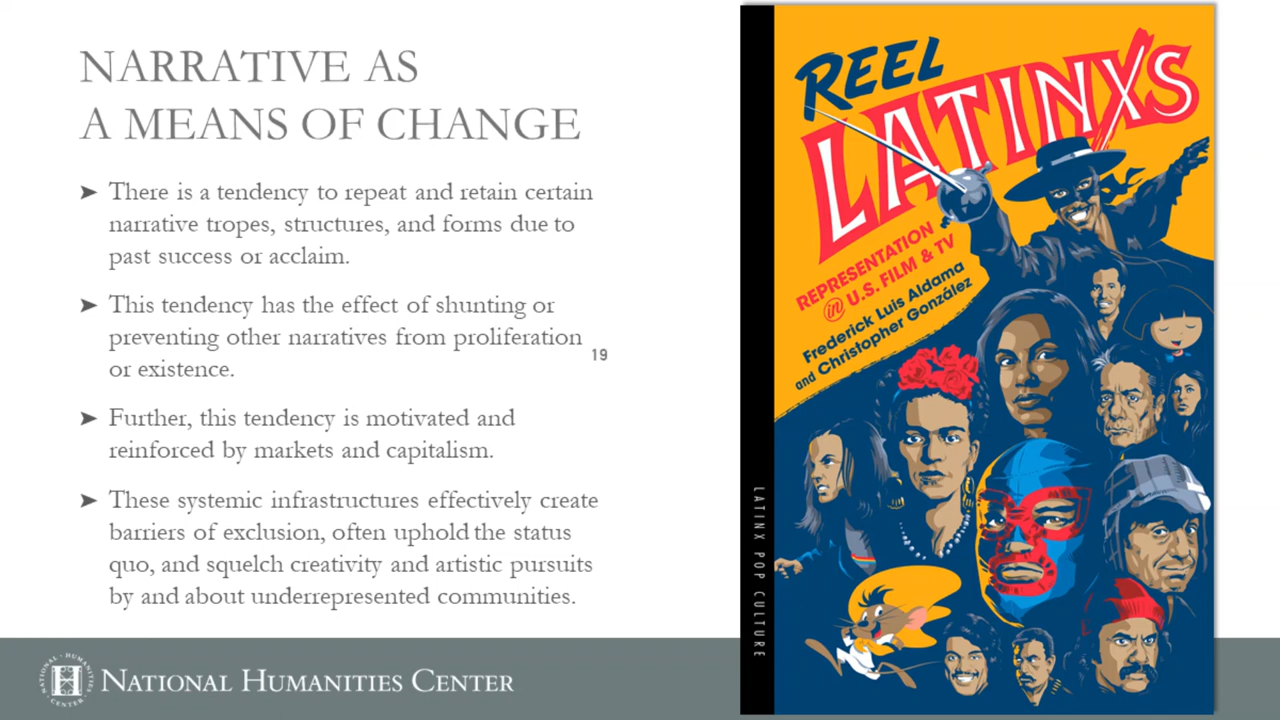 NARRATIVE AS
A MEANS OF CHANGE
➤ There is a tendency to repeat and retain certain
narrative tropes, structures, and forms due to
past success or acclaim.
➤ This tendency has the effect of shunting or
preventing other narratives from proliferation
or existence.
➤ Further, this tendency is motivated and
reinforced by markets and capitalism.
➤ These systemic infrastructures effectively create
barriers of exclusion, often uphold the status
quo, and squelch creativity and artistic pursuits
by and about underrepresented communities.
19
NATIONAL HUMANITIES CENTER
· NATIONAL · HUMANITIES · CENTER ·
H
REEL
LATINXS
REPRESENTATION
in U.S. FILM & TV
Frederick Luis Aldama
and Christopher González
LATINX POP CULTURE